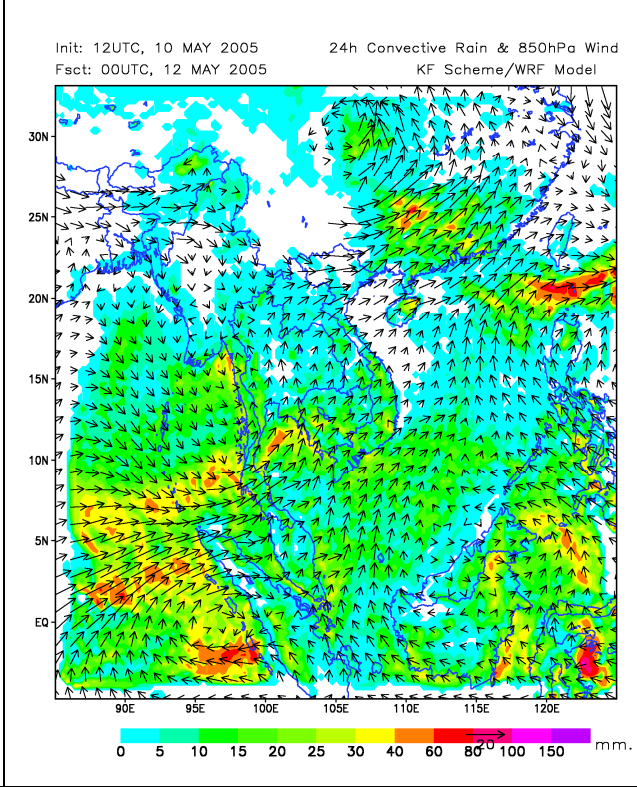 Init: 12UTC, 10 MAY 2005 24h Convective Rain & 850hPa Wind
Fsct: 00UTC, 12 MAY 2005 KF Scheme/WRF Model
30N
25N
20N
15N
10N
5N
EQ
90E 95E 100E 105E 110E 115E 120E
0 5 10 15 20 25 30 40 60 80 100 150 mm.
20